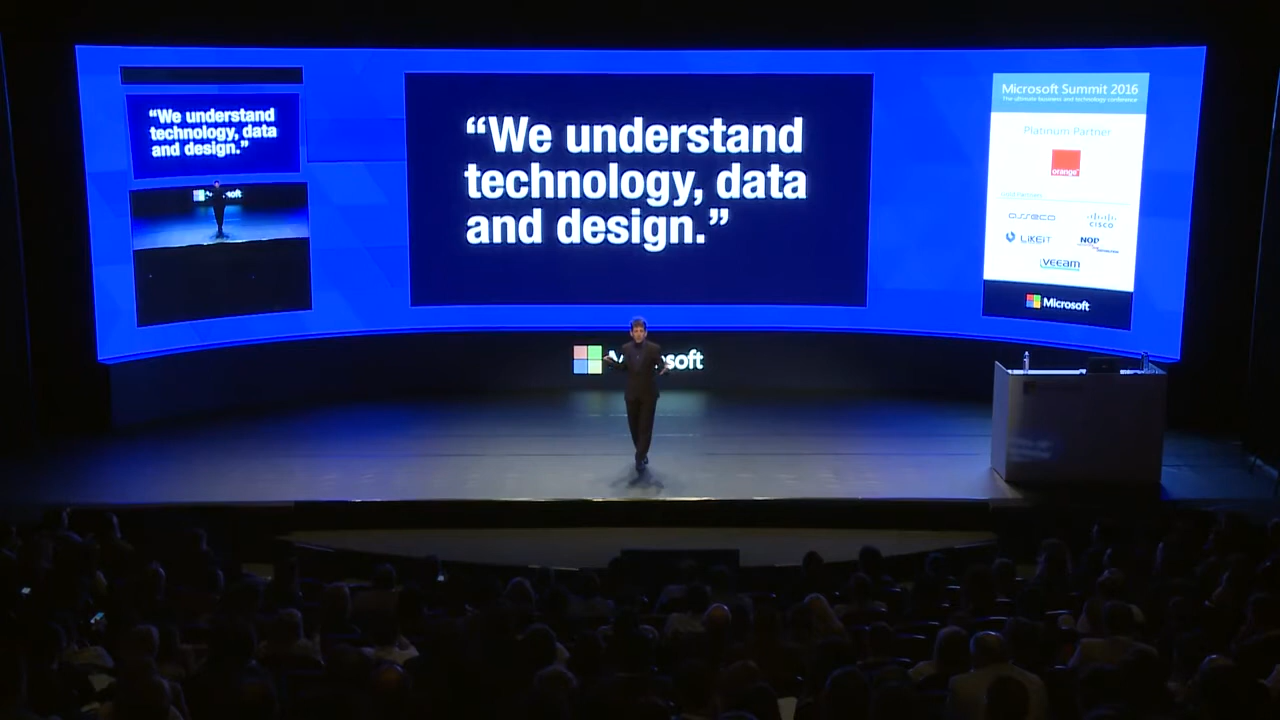 “We understand
technology, data
and design.”
“We understand
technology, data
and design.”
Microsoft Summit 2016
The ultimate business and technology conference
Platinum Partner
orange
asseco
CISCO
LIKEIT
NOD
veeam
Microsoft